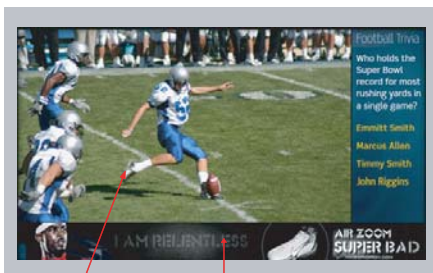 Football Trivia
Who holds the
Super Bowl
record for most
rushing yards in
a single game?
Emmitt Smith
Marcus Allen
Timmy Smith
John Riggins
I AM RELENTLESS
AIR ZOOM
SUPER BAD